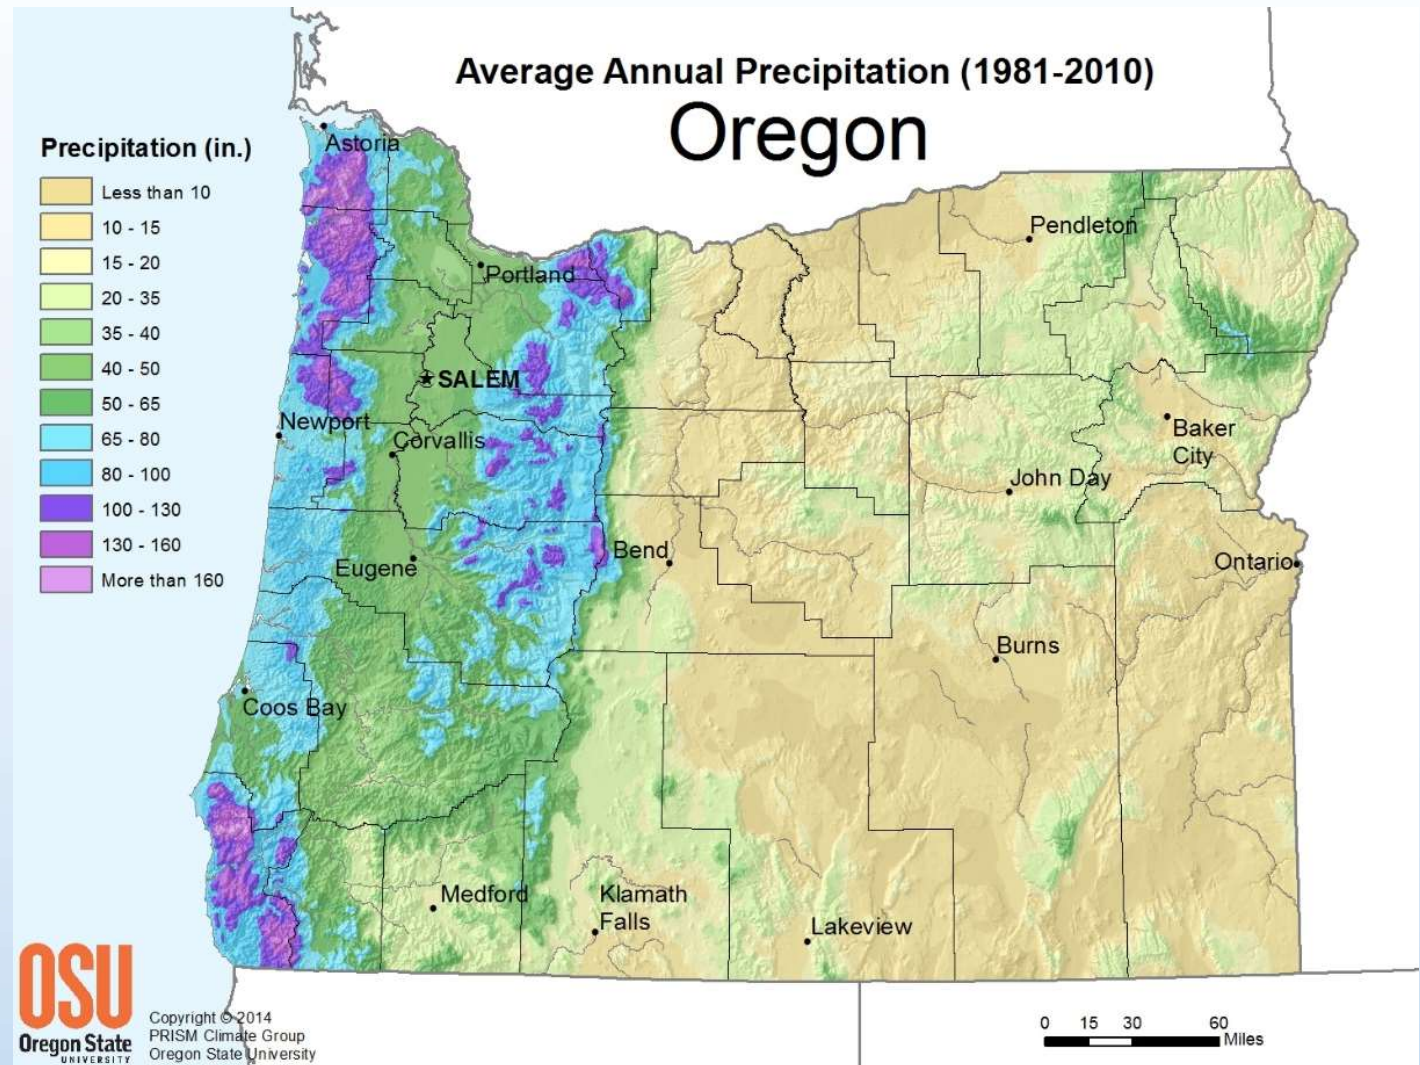 Average Annual Precipitation (1981-2010)
Oregon
Precipitation (in.)
Less than 10
10 - 15
15 - 20
20 - 35
35 - 40
40 - 50
50 - 65
65 - 80
80 - 100
100 - 130
130 - 160
More than 160
Astoria
Portland
Pendleton
SALEM
Newport
Corvallis
Baker
City
John Day
Eugene
Bend
Ontario
Burns
Coos Bay
Medford
Klamath
Falls
Lakeview
OSU
Oregon State
UNIVERSITY
Copyright © 2014
PRISM Climate Group
Oregon State University
0 15 30 60
Miles